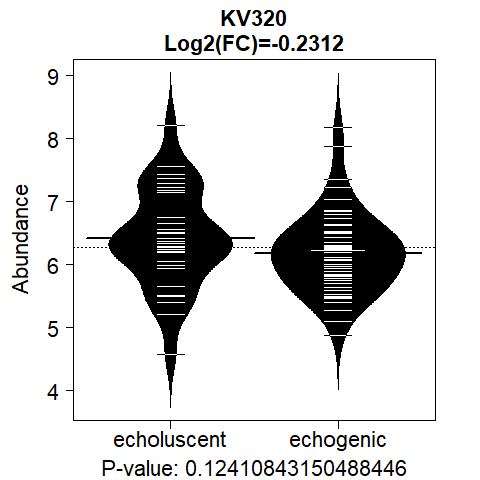 KV320
Log2(FC)=-0.2312
Abundance
9
8
7
6
5
4
echoluscent echogenic
P-value: 0.12410843150488446